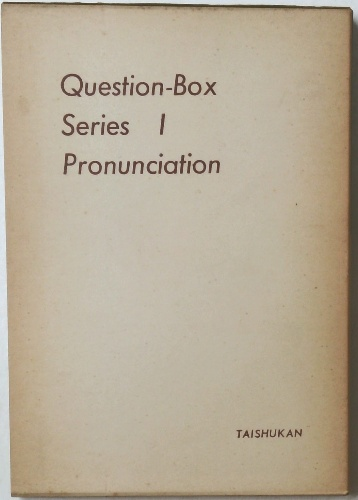 Question-Box
Series I
Pronunciation
TAISHUKAN